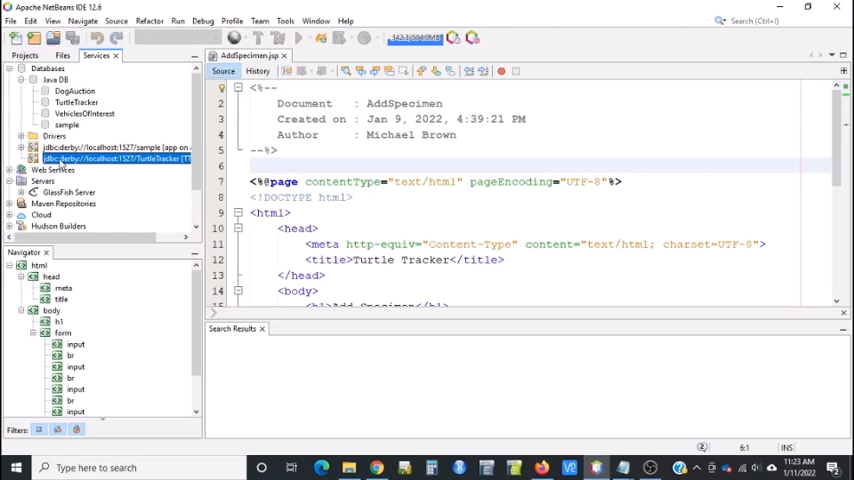 Apache NetBeans
File Edit View Navigate Source Refactor Run Debug Profile Team Tools Window Help
Search (Ctrl+I)
Projects Files Services
Databases
Java DB
DogAuction
TurtleTracker
VehiclesOfInterest
sample
Drivers
jdbc:derby://localhost:1527/sample [app on
jdbc:derby://localhost:1527/TurtleTracker [TT
Web Services
Servers
GlassFish Server
Maven Repositories
Cloud
Hudson Builders
Navigator
html
head
meta
title
body
h1
form
input
br
input
br
input
br
input
Filters:
AddSpecimen.jsp
Source History
1 <%--
2 Document : AddSpecimen
3 Created on : Jan 9, 2022, 4:39:21 PM
4 Author : Michael Brown
5 --%>
6
7 <%@page contentType="text/html" pageEncoding="UTF-8"%>
8 <!DOCTYPE html>
9 <html>
10 <head>
11 <meta http-equiv="Content-Type" content="text/html; charset=UTF-8">
12 <title>Turtle Tracker</title>
13 </head>
14 <body>
15 <h1>Add Specimen</h1>
Search Results
2 6:1 INS
Type here to search
11:23 AM
1/11/2022